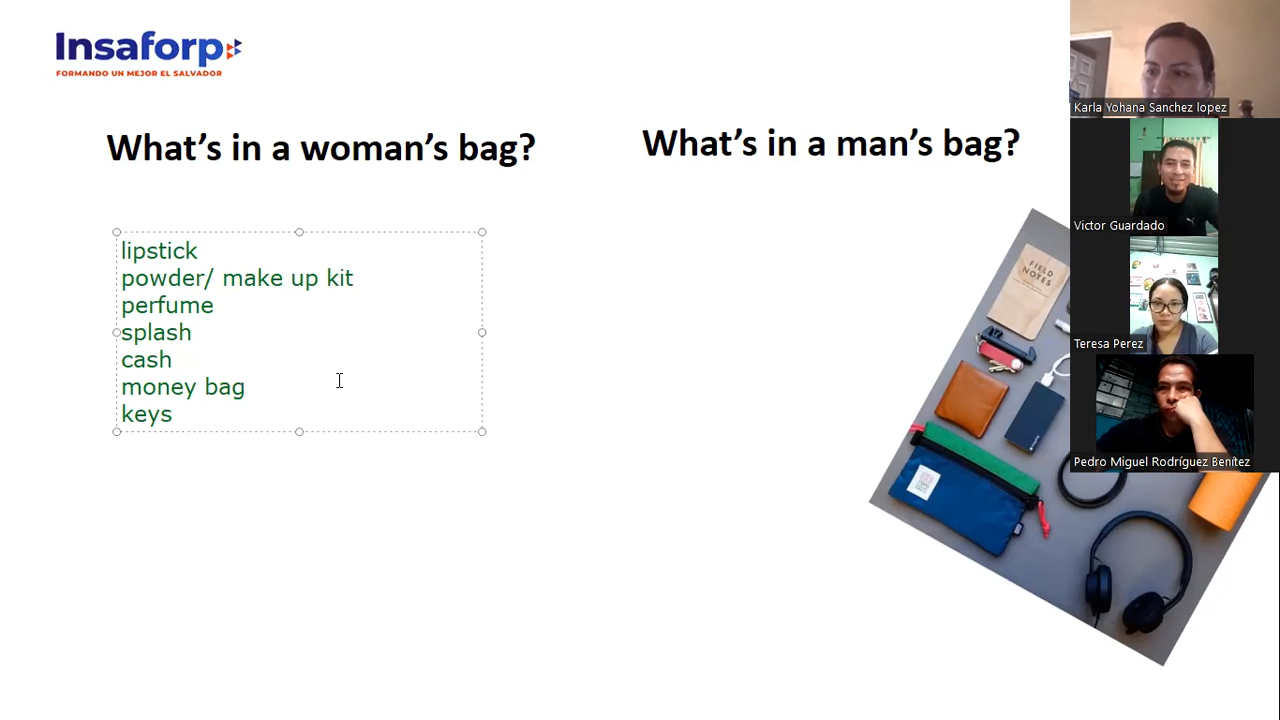 Insaforp
FORMANDO UN MEJOR EL SALVADOR
What's in a woman's bag?
What's in a man's bag?
lipstick
powder/ make up kit
perfume
splash
cash
money bag
keys
FIELD
NOTES
Karla Yohana Sanchez lopez
Victor Guardado
Teresa Perez
Pedro Miguel Rodríguez Benítez